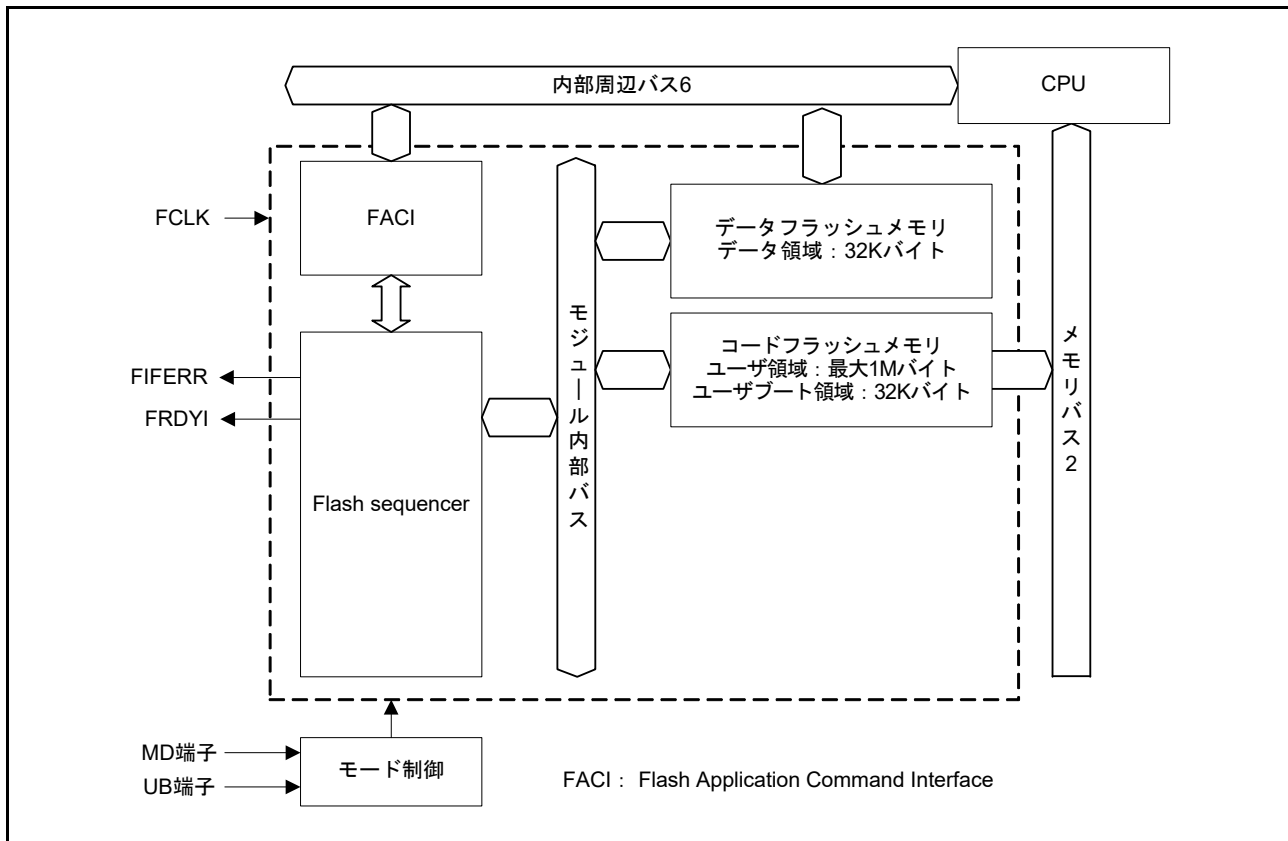 内部周辺バス6
CPU
FCLK
FACI
データフラッシュメモリ
データ領域：32Kバイト
モジュール内部バス
コードフラッシュメモリ
ユーザ領域：最大1Mバイト
ユーザブート領域：32Kバイト
メモリバス2
FIFERR
FRDYI
Flash sequencer
MD端子
UB端子
モード制御
FACI： Flash Application Command Interface